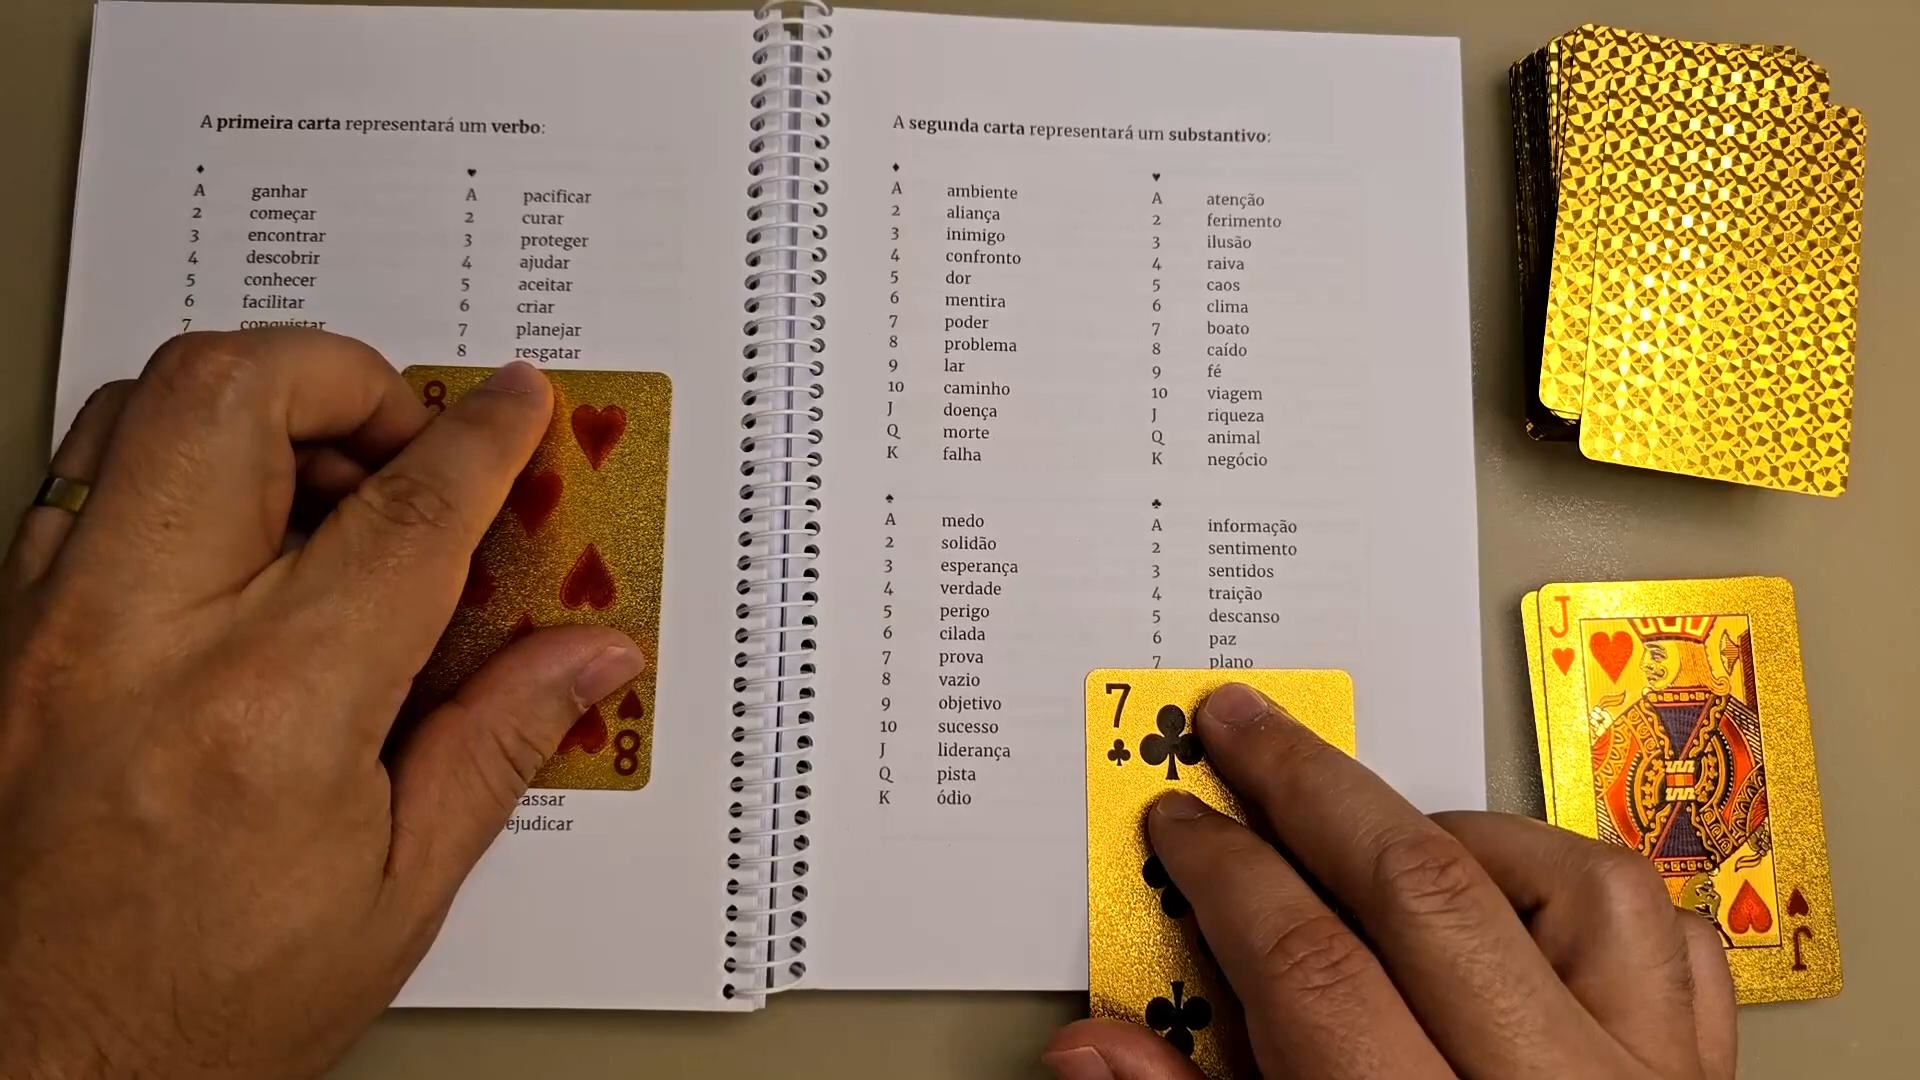 A primeira carta representará um verbo:
♦
A ganhar
2 começar
3 encontrar
4 descobrir
5 conhecer
6 facilitar
7 conquistar
♥
A pacificar
2 curar
3 proteger
4 ajudar
5 aceitar
6 criar
7 planejar
8 resgatar
8
8
assar
ejudicar
A segunda carta representará um substantivo:
♦
A ambiente
2 aliança
3 inimigo
4 confronto
5 dor
6 mentira
7 poder
8 problema
9 lar
10 caminho
J doença
Q morte
K falha
♥
A atenção
2 ferimento
3 ilusão
4 raiva
5 caos
6 clima
7 boato
8 caído
9 fé
10 viagem
J riqueza
Q animal
K negócio
♠
A medo
2 solidão
3 esperança
4 verdade
5 perigo
6 cilada
7 prova
8 vazio
9 objetivo
10 sucesso
J liderança
Q pista
K ódio
♣
A informação
2 sentimento
3 sentidos
4 traição
5 descanso
6 paz
7 plano
7
J
J